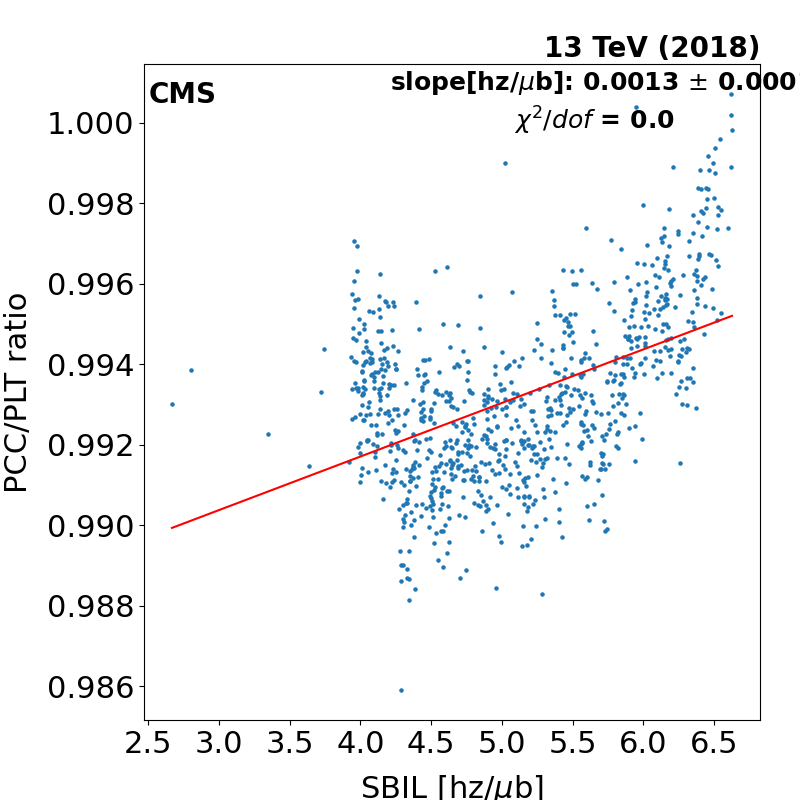 13 TeV (2018)
CMS
slope[hz/μb]: 0.0013 ± 0.000
χ²/dof = 0.0
1.000
0.998
0.996
0.994
0.992
0.990
0.988
0.986
PCC/PLT ratio
2.5 3.0 3.5 4.0 4.5 5.0 5.5 6.0 6.5
SBIL [hz/μb]